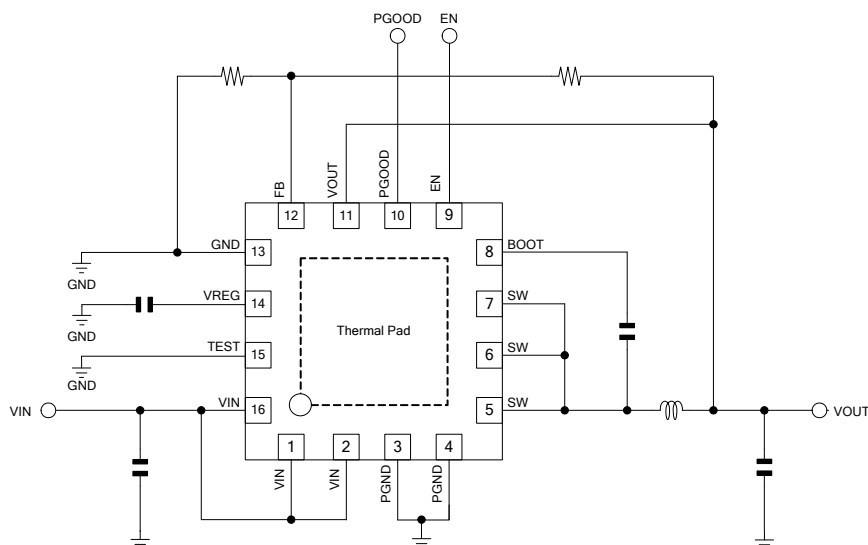 PGOOD EN
FB
VOUT
PGOOD
EN
12 11 10 9
GND 13
GND
8 BOOT
VREG 14
GND
7 SW
Thermal Pad
TEST 15
GND
6 SW
VIN
VIN 16
5 SW
VOUT
1 2 3 4
VIN
VIN
PGND
PGND